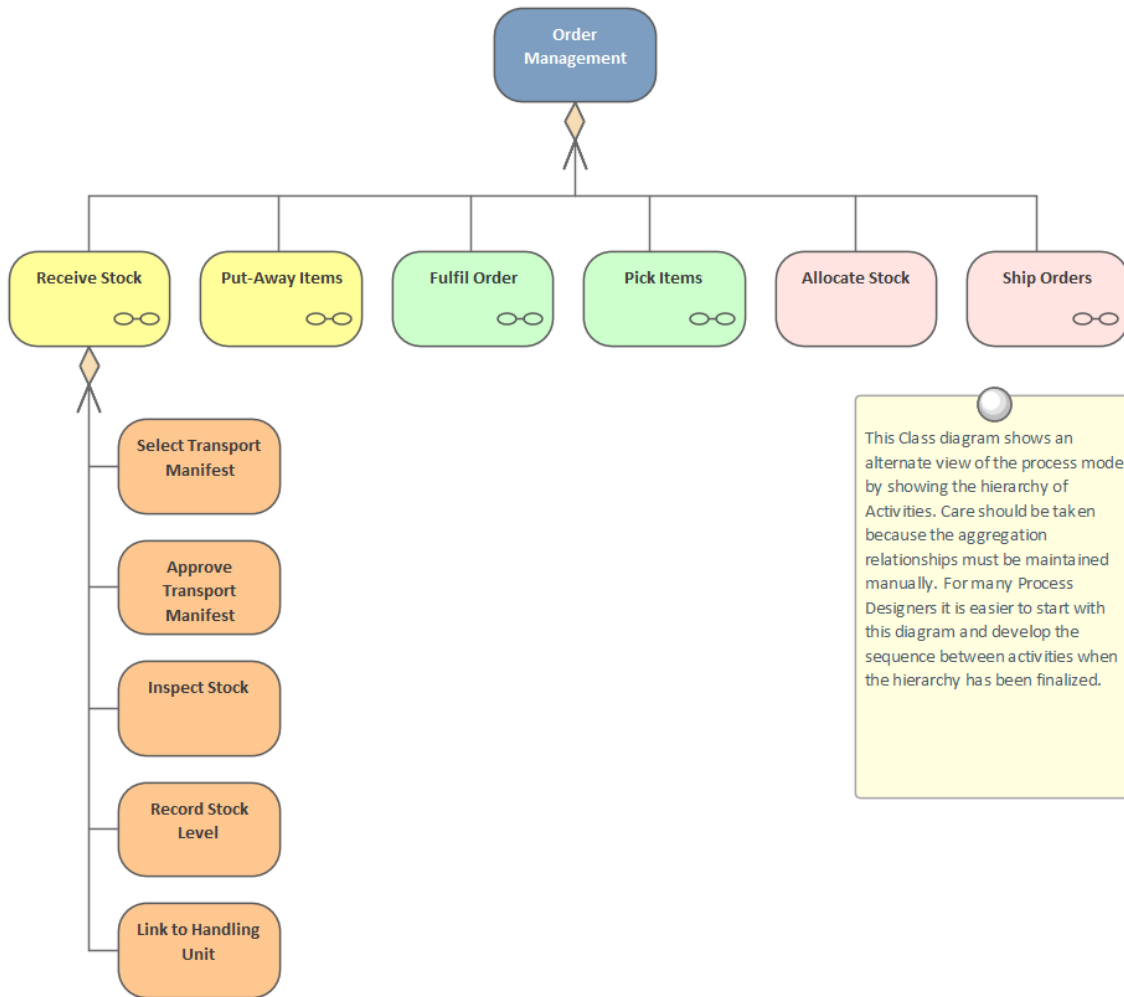 Order
Management
Receive Stock
Put-Away Items
Fulfil Order
Pick Items
Allocate Stock
Ship Orders
Select Transport
Manifest
Approve
Transport
Manifest
Inspect Stock
Record Stock
Level
Link to Handling
Unit
This Class diagram shows an
alternate view of the process mode
by showing the hierarchy of
Activities. Care should be taken
because the aggregation
relationships must be maintained
manually. For many Process
Designers it is easier to start with
this diagram and develop the
sequence between activities when
the hierarchy has been finalized.